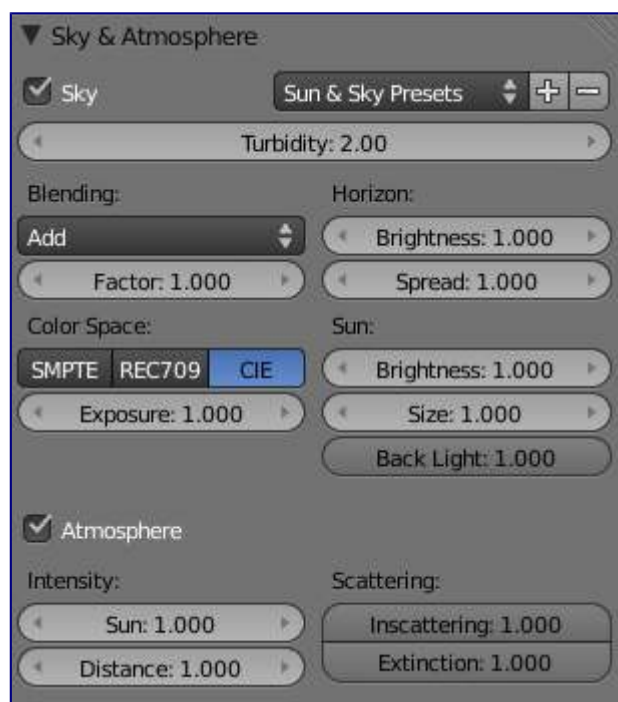 Sky & Atmosphere
Sky Sun & Sky Presets
Turbidity: 2.00
Blending: Horizon:
Add Brightness: 1.000
Factor: 1.000 Spread: 1.000
Color Space: Sun:
SMPTE REC709 CIE Brightness: 1.000
Exposure: 1.000 Size: 1.000
Back Light: 1.000
Atmosphere
Intensity: Scattering:
Sun: 1.000 Inscattering: 1.000
Distance: 1.000 Extinction: 1.000